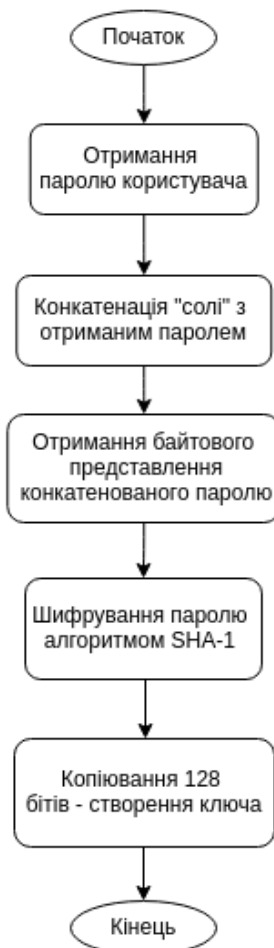 Початок
Отримання
паролю користувача
Конкатенація "солі" з
отриманим паролем
Отримання байтового
представлення
конкатенованого паролю
Шифрування паролю
алгоритмом SHA-1
Копіювання 128
бітів - створення ключа
Кінець